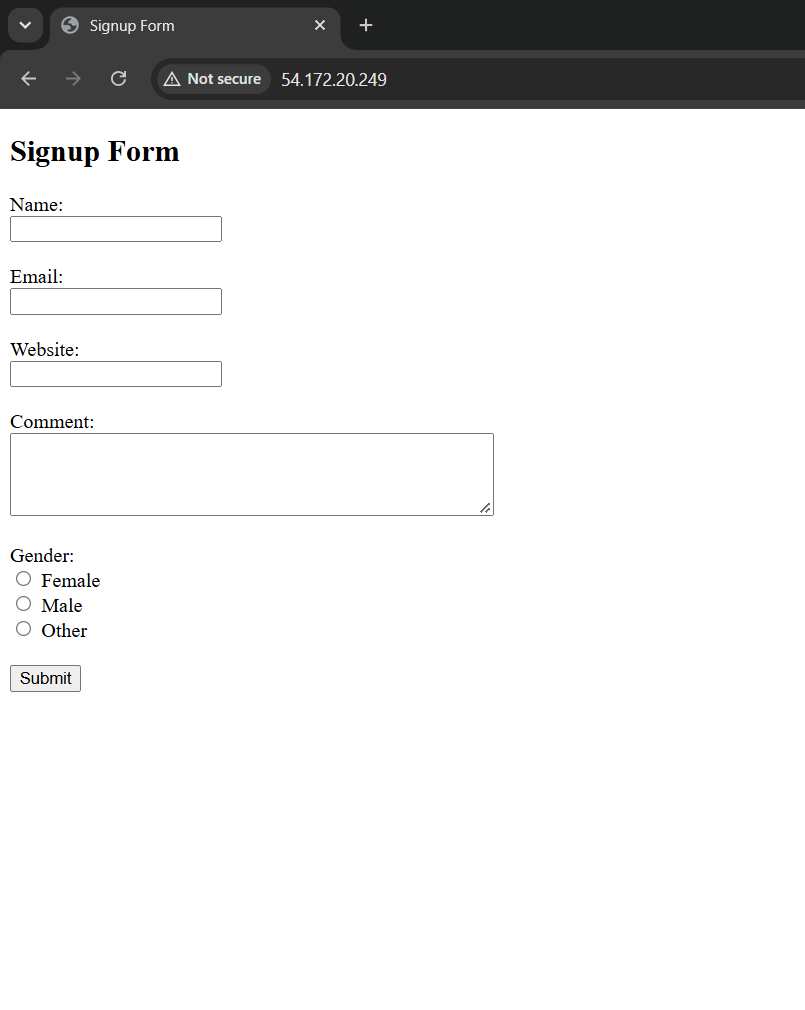 Signup Form
Not secure 54.172.20.249
Signup Form
Name:
Email:
Website:
Comment:
Gender:
Female
Male
Other
Submit